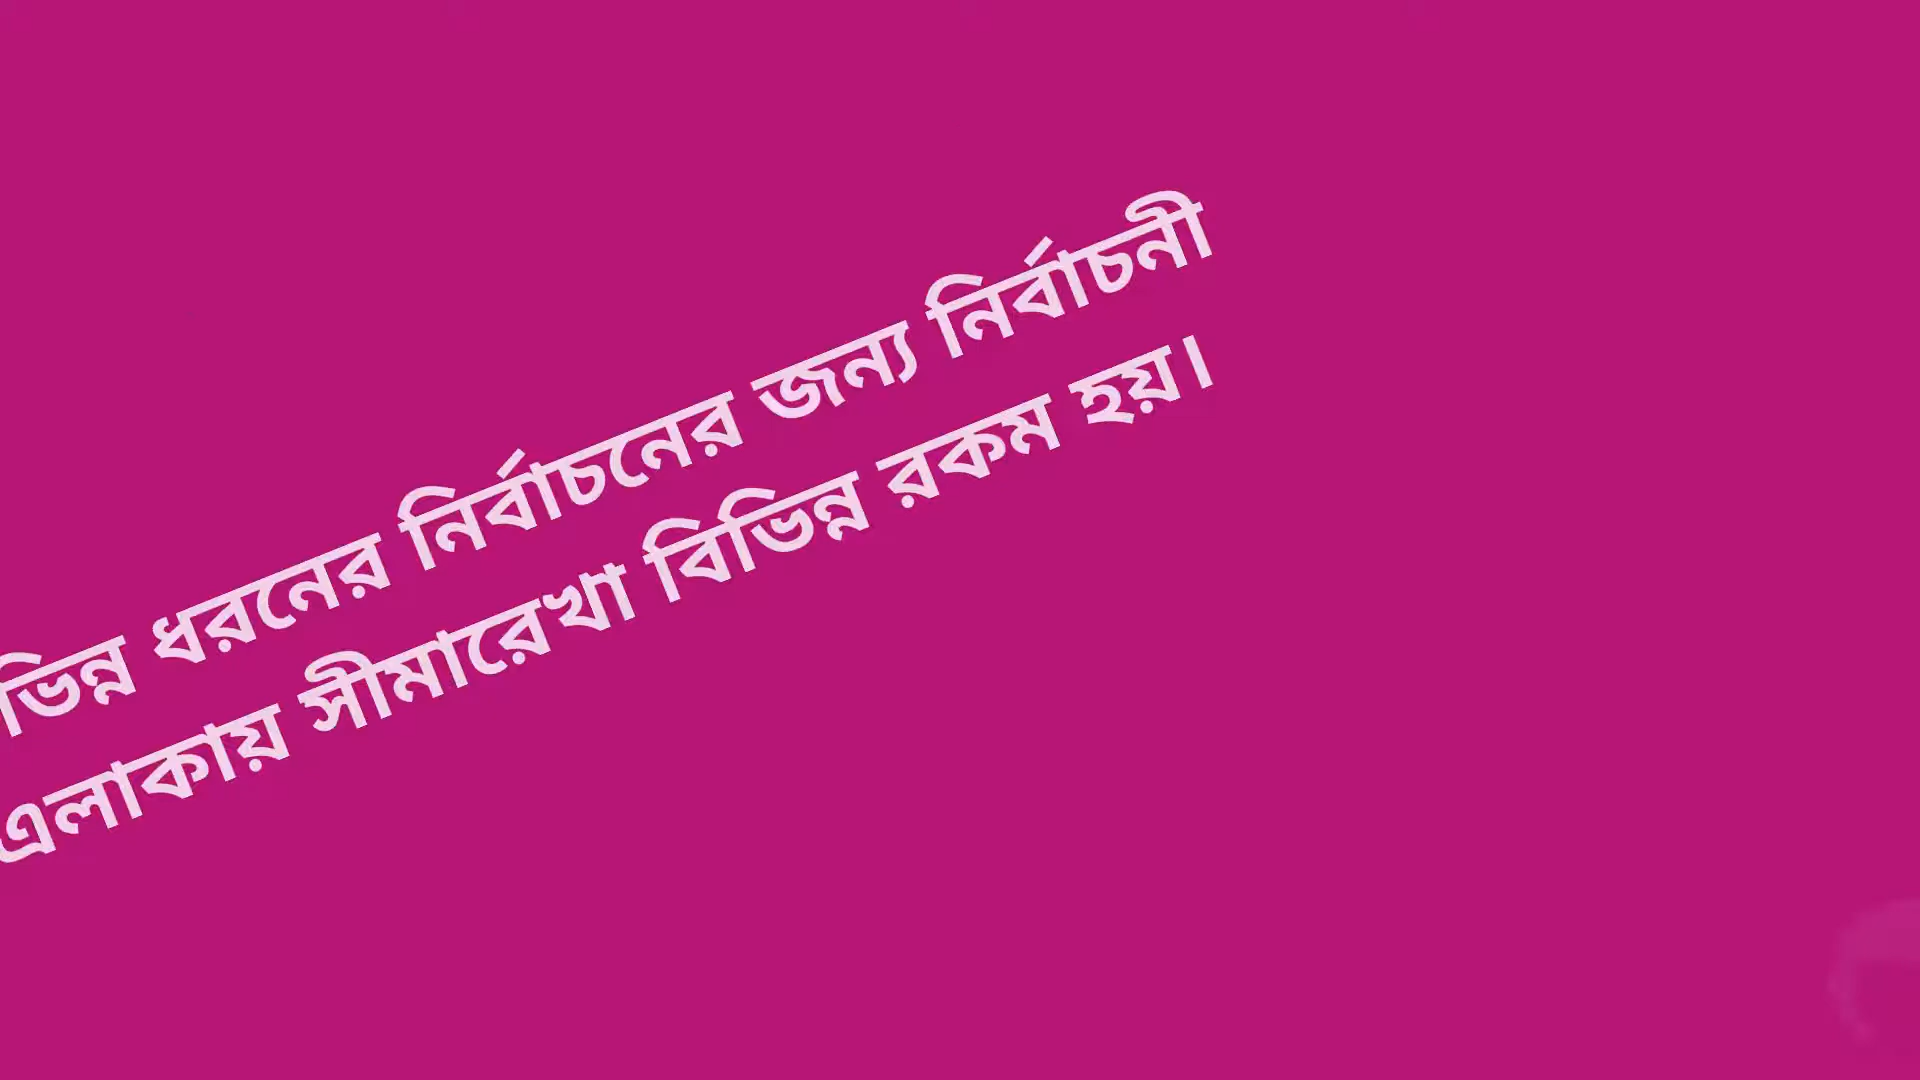 ভিন্ন ধরনের নির্বাচনের জন্য নির্বাচনী
এলাকায় সীমারেখা বিভিন্ন রকম হয়।